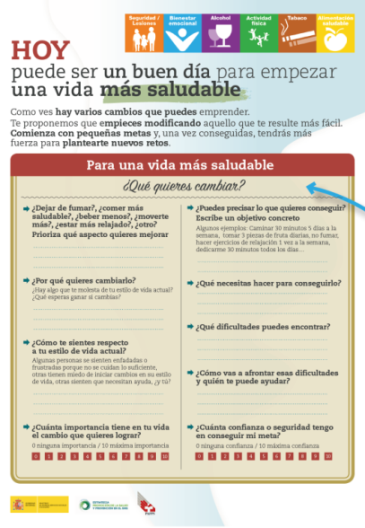 Seguridad / Lesiones
Bienestar emocional
Alcohol
Actividad física
Tabaco
Alimentación saludable
HOY
puede ser un buen día para empezar
una vida más saludable
Como ves hay varios cambios que puedes emprender.
Te proponemos que empieces modificando aquello que te resulte más fácil.
Comienza con pequeñas metas y, una vez conseguidas, tendrás más
fuerza para plantearte nuevos retos.
Para una vida más saludable
¿Qué quieres cambiar?
¿Dejar de fumar?, ¿comer más
saludable?, ¿beber menos?, ¿moverte
más?, ¿estar más relajado?, ¿otro?
Prioriza qué aspecto quieres mejorar
¿Por qué quieres cambiarlo?
¿Hay algo que te molesta de tu estilo de vida actual?
¿Qué esperas ganar si cambias?
¿Cómo te sientes respecto
a tu estilo de vida actual?
Algunas personas se sienten enfadadas o
frustradas porque no se cuidan lo suficiente,
otras tienen miedo de iniciar cambios en su estilo
de vida, otras sienten que necesitan ayuda, ¿y tú?
¿Cuánta importancia tiene en tu vida
el cambio que quieres lograr?
0 ninguna importancia / 10 máxima importancia
0 1 2 3 4 5 6 7 8 9 10
¿Puedes precisar lo que quieres conseguir?
Escribe un objetivo concreto
Algunos ejemplos: Caminar 30 minutos 5 días a la
semana, tomar 3 piezas de fruta diarias, no fumar,
hacer ejercicios de relajación 1 vez a la semana,
dedicarme 30 minutos todos los días...
¿Qué necesitas hacer para conseguirlo?
¿Qué dificultades puedes encontrar?
¿Cómo vas a afrontar esas dificultades
y quién te puede ayudar?
¿Cuánta confianza o seguridad tengo
en conseguir mi meta?
0 ninguna confianza / 10 máxima confianza
0 1 2 3 4 5 6 7 8 9 10